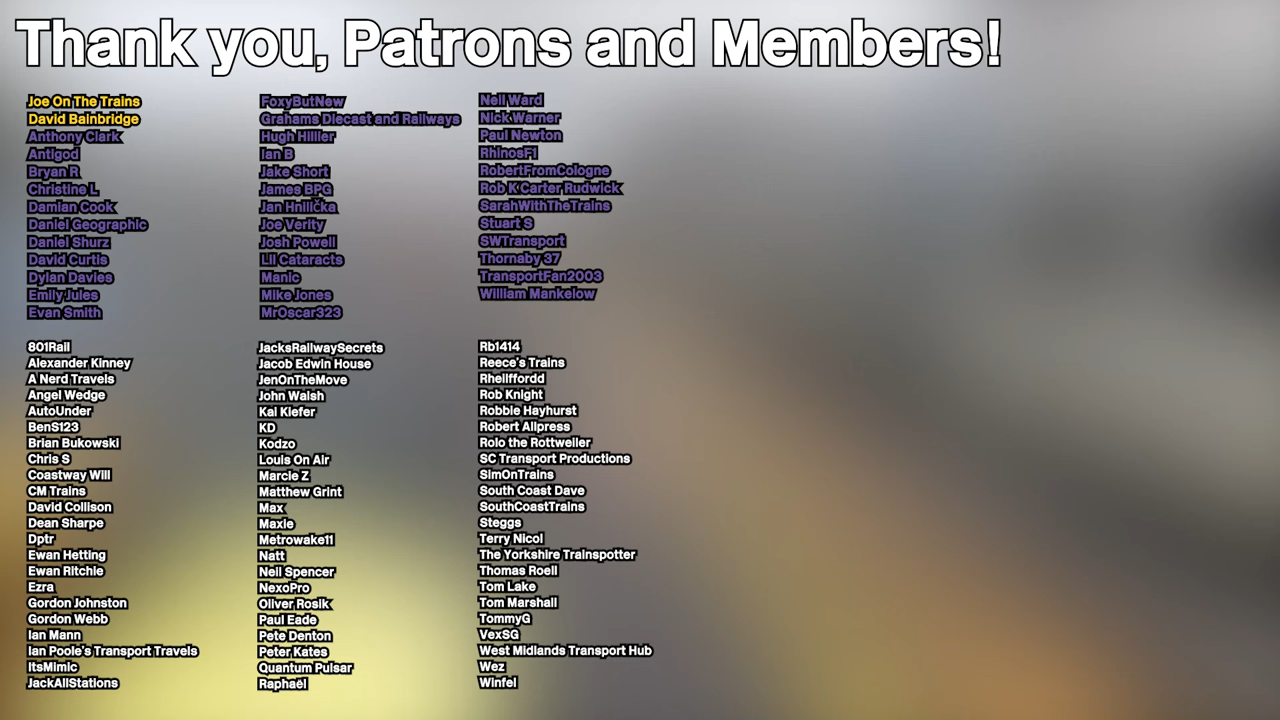 Thank you, Patrons and Members!
Joe On The Trains
David Bainbridge
Anthony Clark
Antigod
Bryan R
Christine L
Damian Cook
Daniel Geographic
Daniel Shurz
David Curtis
Dylan Davies
Emily Jules
Evan Smith
FoxyButNew
Grahams Diecast and Railways
Hugh Hillier
Ian B
Jake Short
James BPG
Jan Hnilička
Joe Verity
Josh Powell
Lil Cataracts
Manic
Mike Jones
MrOscar323
Neil Ward
Nick Warner
Paul Newton
RhinosF1
RobertFromCologne
Rob K Carter Rudwick
SarahWithTheTrains
Stuart S
SWTransport
Thornaby 37
TransportFan2003
William Mankelow
801Rail
Alexander Kinney
A Nerd Travels
Angel Wedge
AutoUnder
BenS123
Brian Bukowski
Chris S
Coastway Will
CM Trains
David Collison
Dean Sharpe
Dptr
Ewan Hetting
Ewan Ritchie
Ezra
Gordon Johnston
Gordon Webb
Ian Mann
Ian Poole's Transport Travels
ItsMimic
JackAllStations
JacksRailwaySecrets
Jacob Edwin House
JenOnTheMove
John Walsh
Kai Kiefer
KD
Kodzo
Louis On Air
Marcie Z
Matthew Grint
Max
Maxie
Metrowake11
Natt
Neil Spencer
NexoPro
Oliver Rosik
Paul Eade
Pete Denton
Peter Kates
Quantum Pulsar
Raphaël
Rb1414
Reece's Trains
Rheilffordd
Rob Knight
Robbie Hayhurst
Robert Allpress
Rolo the Rottweiler
SC Transport Productions
SimOnTrains
South Coast Dave
SouthCoastTrains
Steggs
Terry Nicol
The Yorkshire Trainspotter
Thomas Roell
Tom Lake
Tom Marshall
TommyG
VexSG
West Midlands Transport Hub
Wez
Winfel